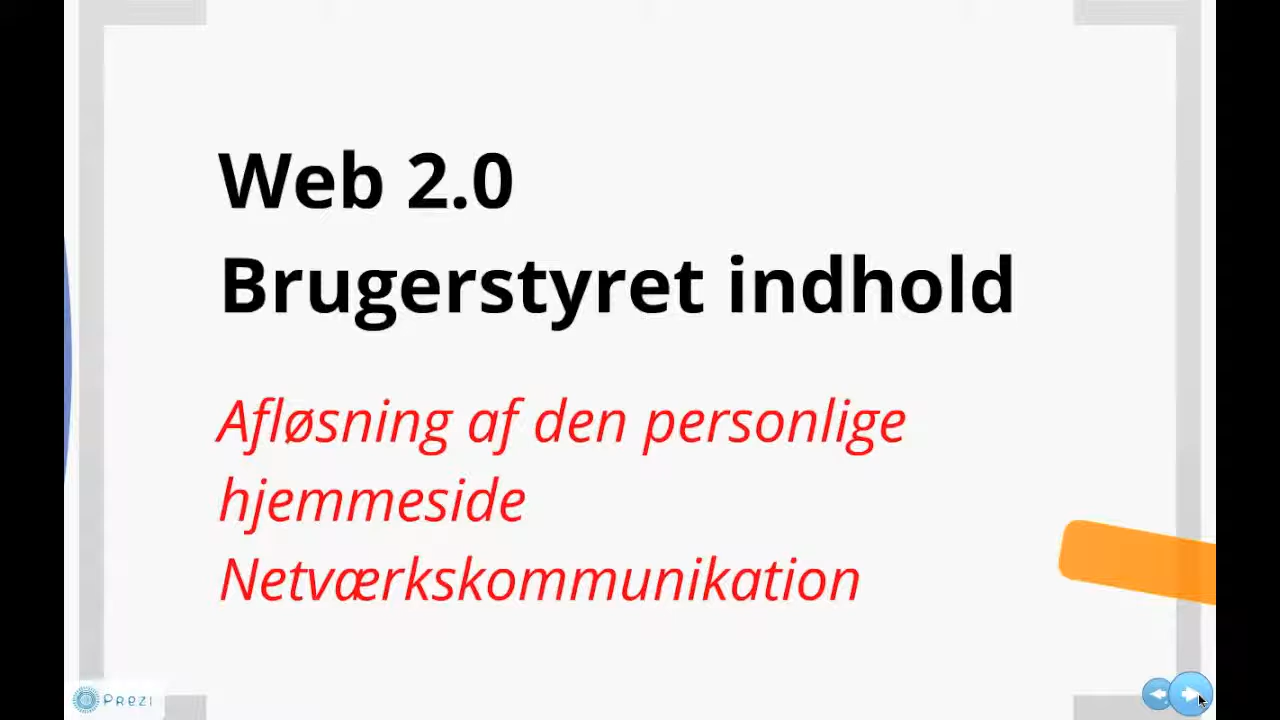 Web 2.0
Brugerstyret indhold
Afløsning af den personlige
hjemmeside
Netværkskommunikation
Prezi